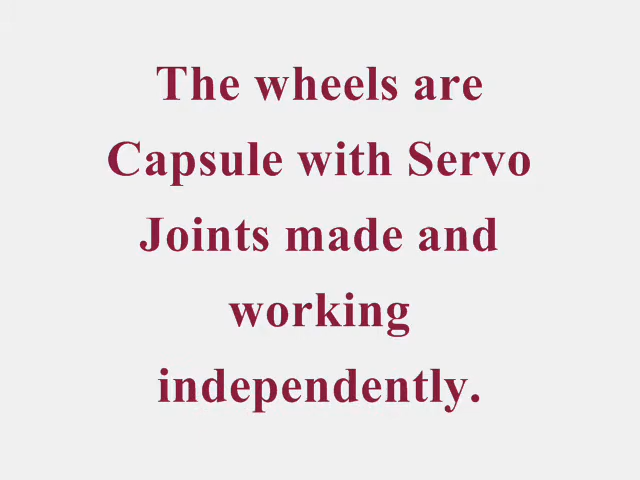 The wheels are
Capsule with Servo
Joints made and
working
independently.